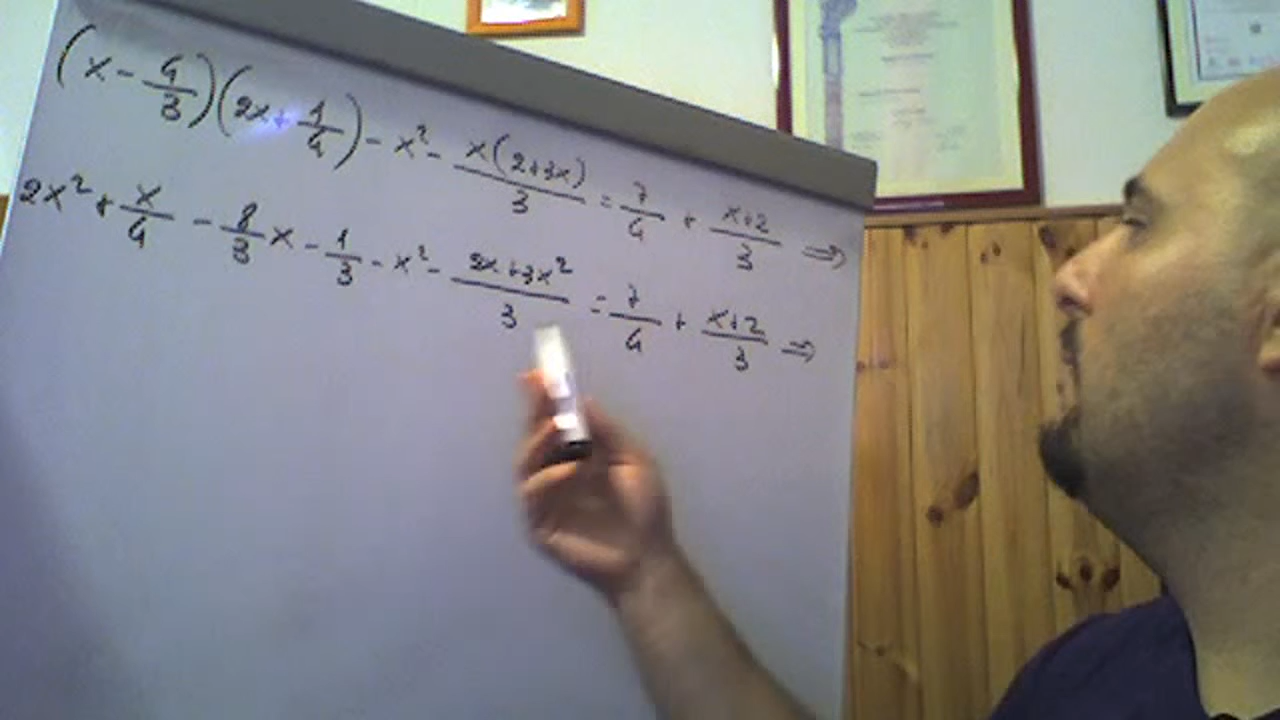 (x - 4/3)(2x + 1/4) - x² - x(2+3x)/3 = 7/4 + x+2/3 ⇒
2x² + x/4 - 8/3 x - 1/3 - x² - 2x+3x²/3 = 7/4 + x+2/3 ⇒